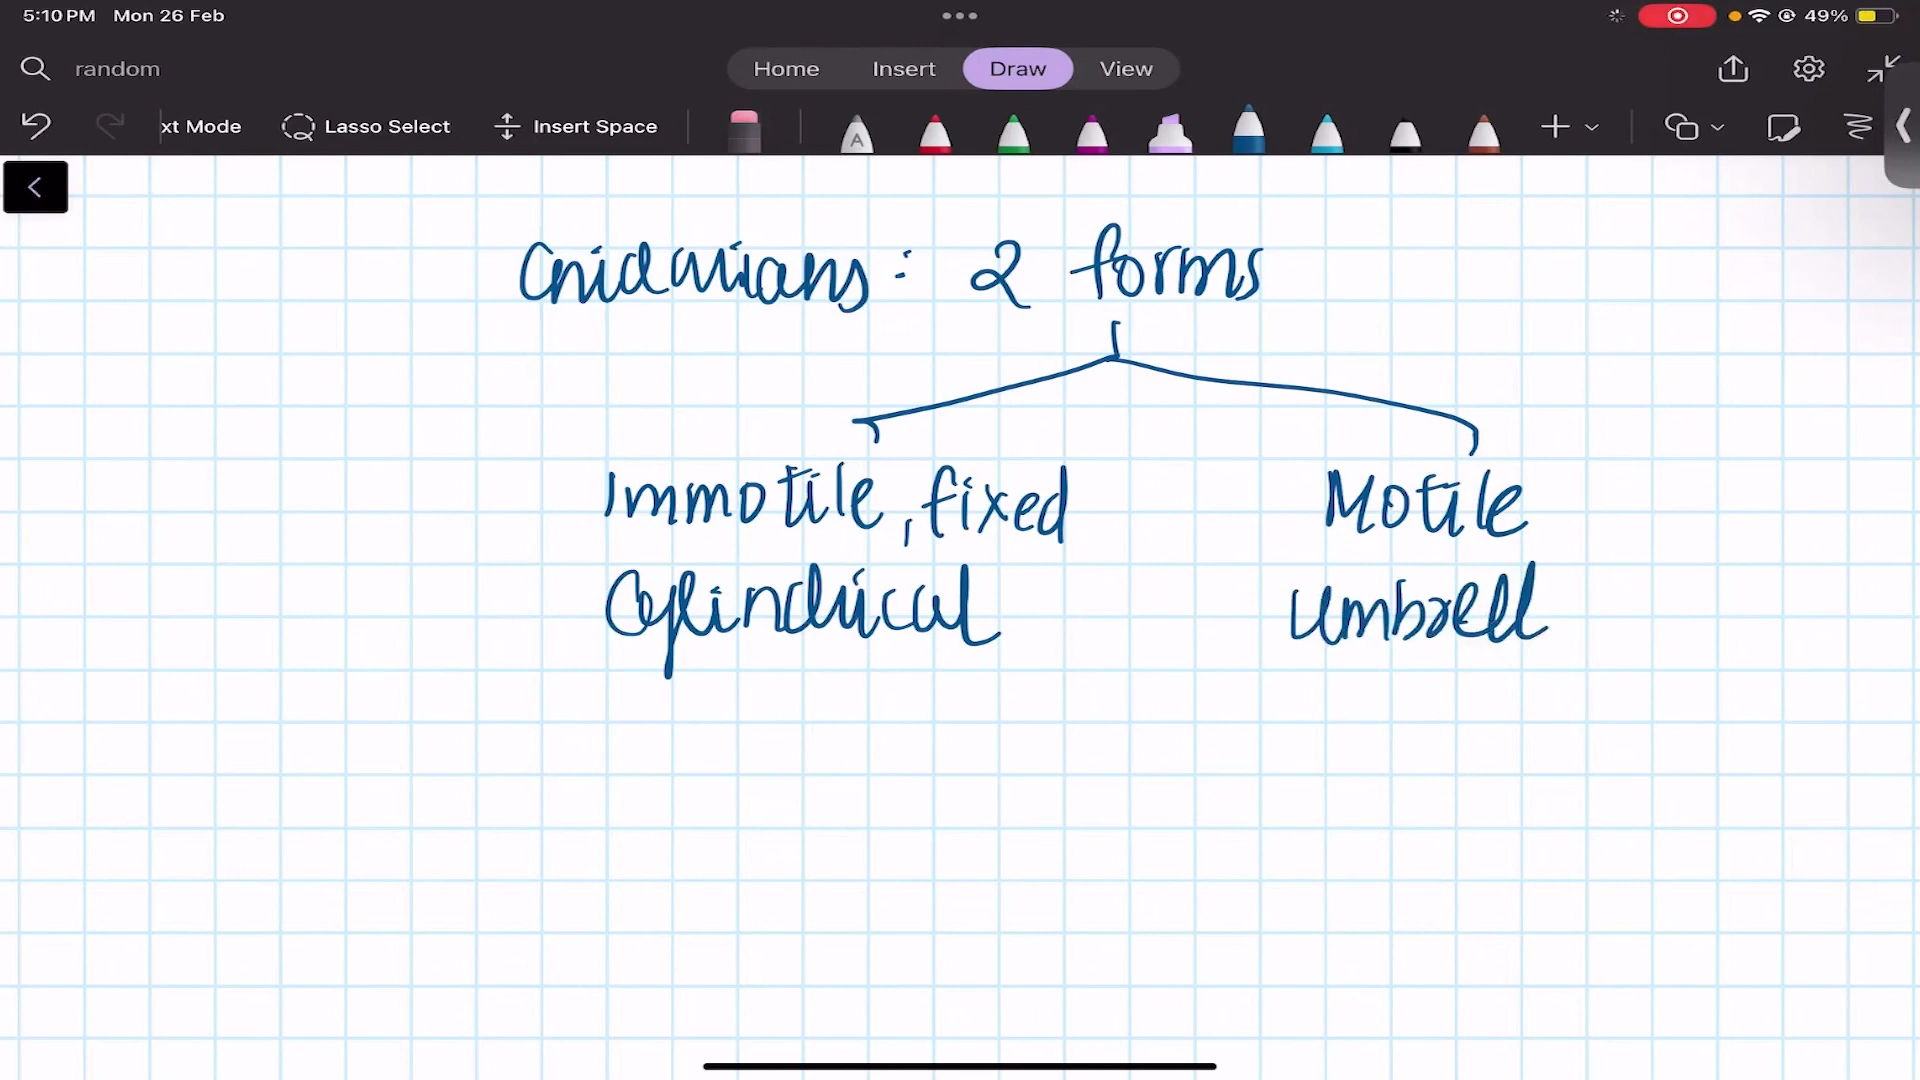 5:10 PM Mon 26 Feb
49%
random
Home Insert Draw View
xt Mode Lasso Select Insert Space
A
Cnidarians: 2 forms
Immotile, fixed Motile
Cylindrical Umbrell